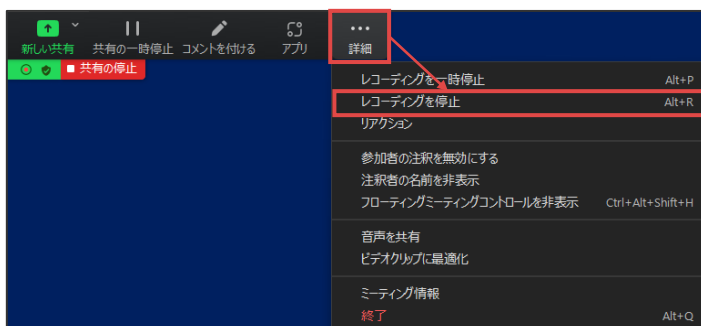 新しい共有 共有の一時停止 コメントを付ける アプリ 詳細
共有の停止
レコーディングを一時停止 Alt+P
レコーディングを停止 Alt+R
リアクション
参加者の注釈を無効にする
注釈者の名前を非表示
フローティングミーティングコントロールを非表示 Ctrl+Alt+Shift+H
音声を共有
ビデオクリップに最適化
ミーティング情報
終了 Alt+Q